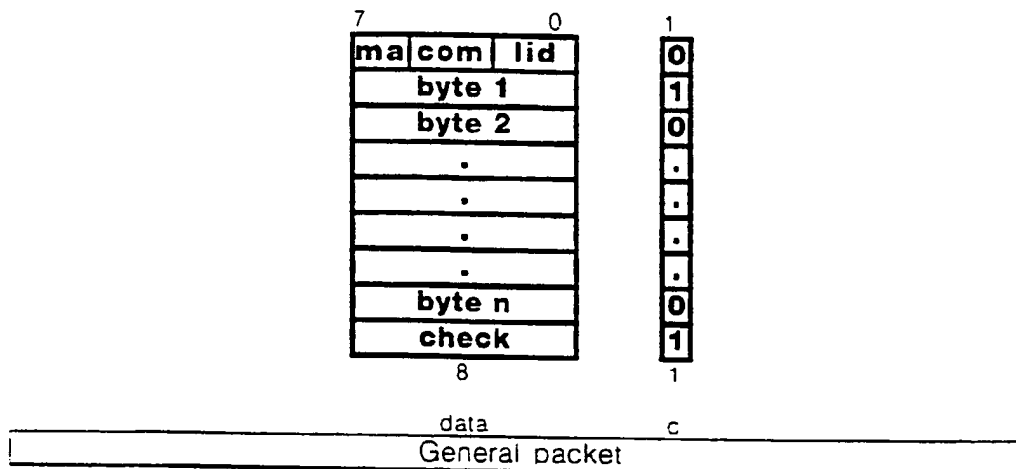 7 0 1
ma com lid 0
byte 1 1
byte 2 0
. .
. .
. .
. .
byte n 0
check 1
8 1
data c
General packet